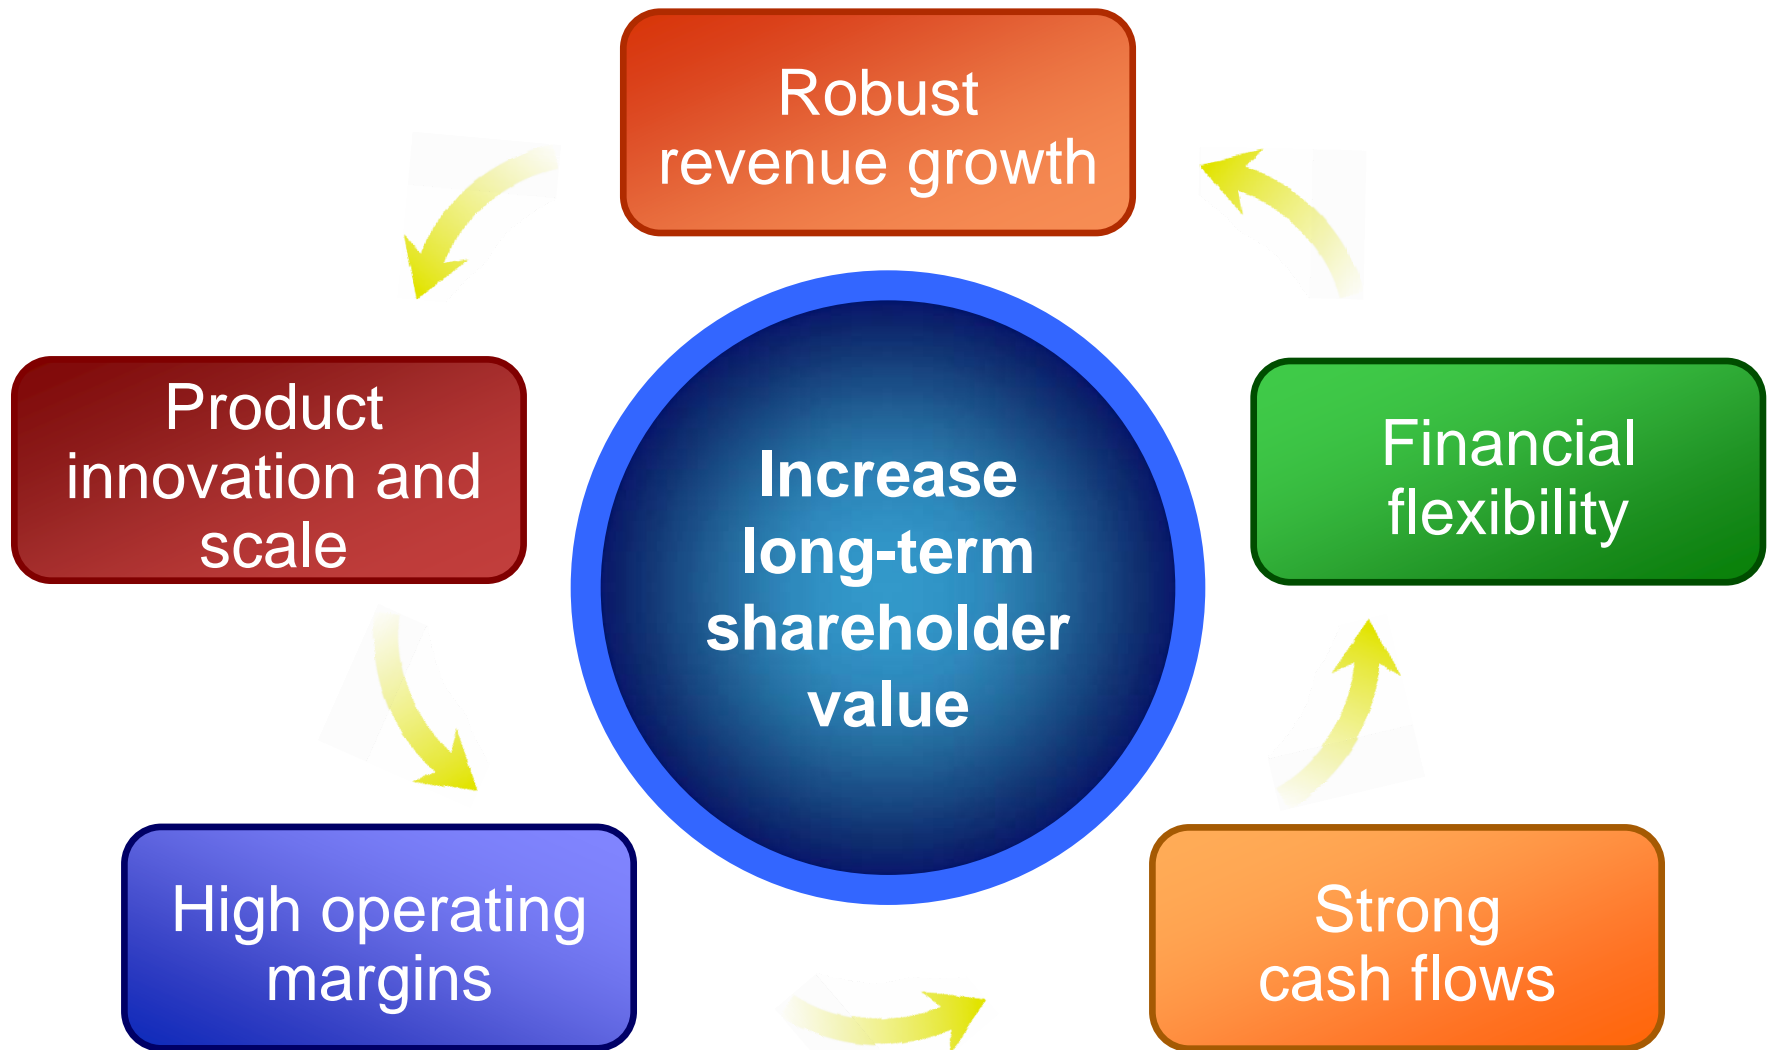 Robust
revenue growth
Product
innovation and
scale
Increase
long-term
shareholder
value
Financial
flexibility
High operating
margins
Strong
cash flows